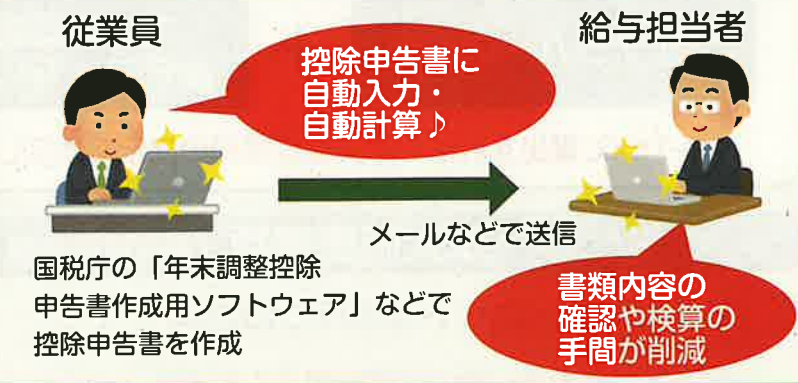 従業員
給与担当者
控除申告書に
自動入力・
自動計算♪
メールなどで送信
国税庁の「年末調整控除
申告書作成用ソフトウェア」などで
控除申告書を作成
書類内容の
確認や検算の
手間が削減